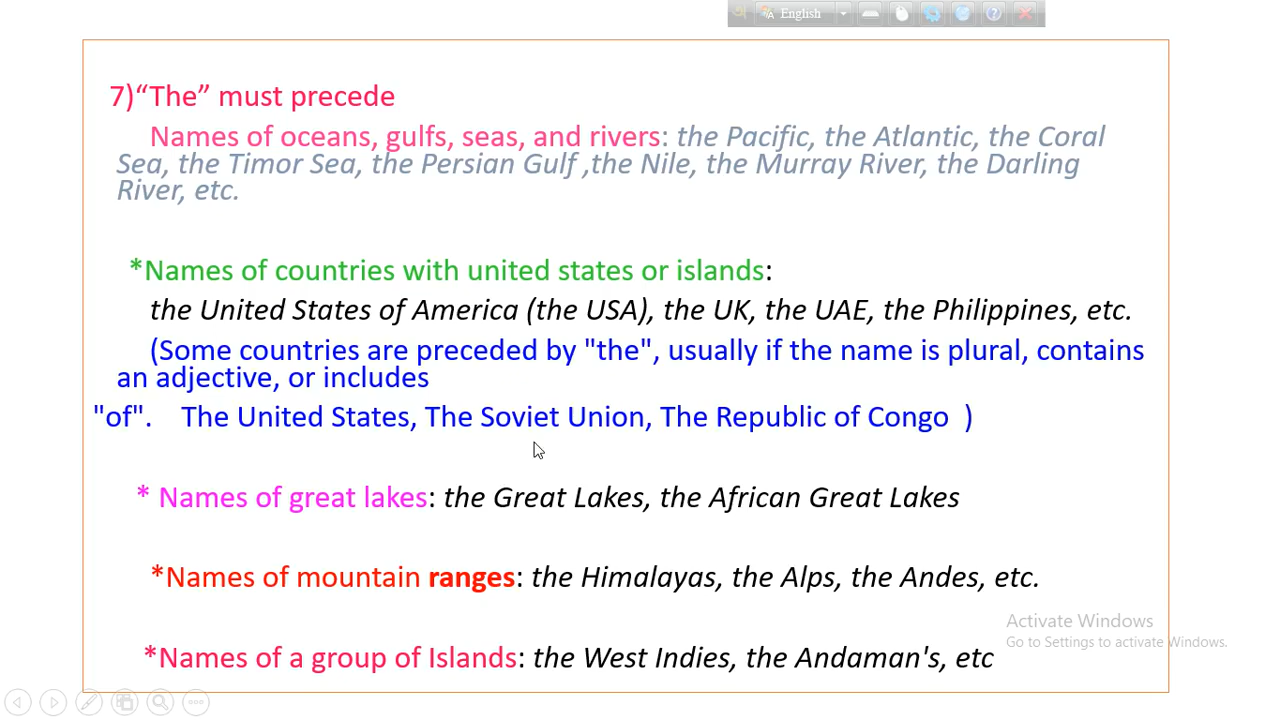 English
7)“The” must precede
Names of oceans, gulfs, seas, and rivers: the Pacific, the Atlantic, the Coral
Sea, the Timor Sea, the Persian Gulf ,the Nile, the Murray River, the Darling
River, etc.
*Names of countries with united states or islands:
the United States of America (the USA), the UK, the UAE, the Philippines, etc.
(Some countries are preceded by "the", usually if the name is plural, contains
an adjective, or includes
"of". The United States, The Soviet Union, The Republic of Congo )
* Names of great lakes: the Great Lakes, the African Great Lakes
*Names of mountain ranges: the Himalayas, the Alps, the Andes, etc.
Activate Windows
Go to Settings to activate Windows.
*Names of a group of Islands: the West Indies, the Andaman's, etc